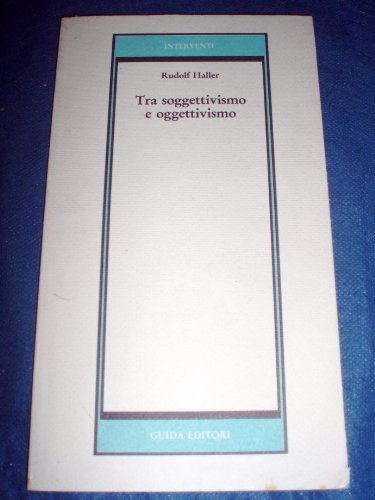 INTERVENTI
Rudolf Haller
Tra soggettivismo
e oggettivismo
GUIDA EDITORI